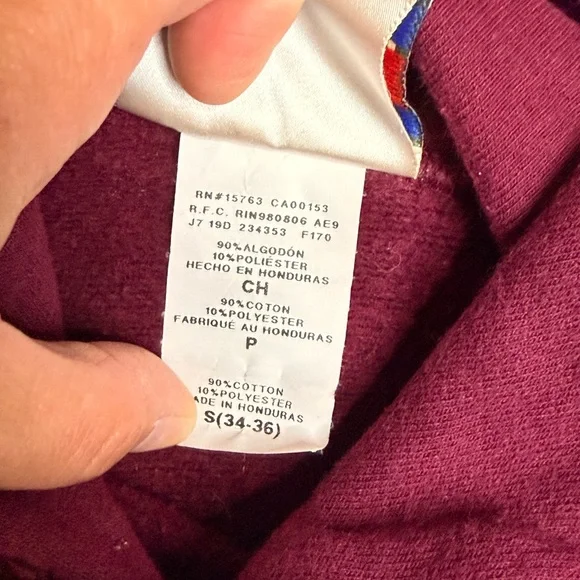 RN#15763 CA00153
R.F.C. RIN980806 AE9
J7 19D 234353 F170
90%ALGODÓN
10%POLIÉSTER
HECHO EN HONDURAS
CH
90%COTON
10%POLYESTER
FABRIQUÉ AU HONDURAS
P
90%COTTON
10%POLYESTER
ADE IN HONDURAS
S(34-36)